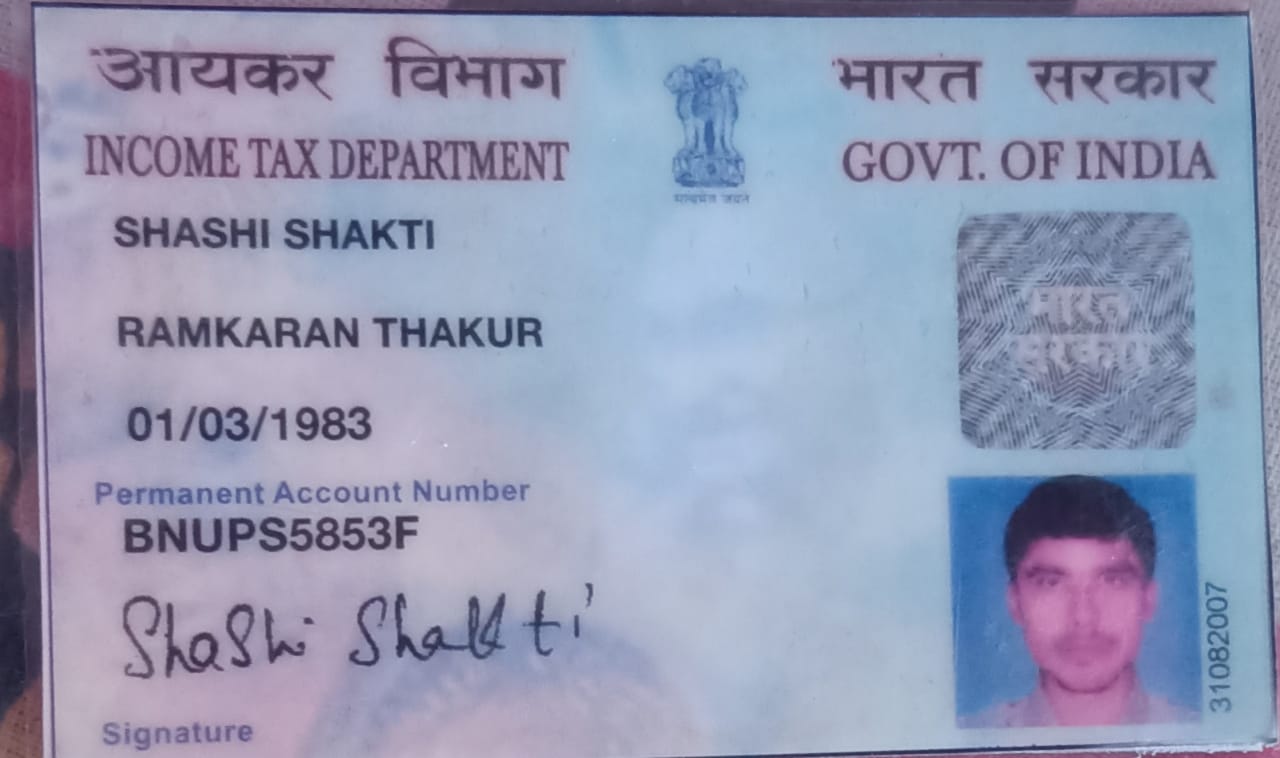 आयकर विभाग
भारत सरकार
INCOME TAX DEPARTMENT
GOVT. OF INDIA
सत्यमेव जयते
SHASHI SHAKTI
RAMKARAN THAKUR
01/03/1983
Permanent Account Number
BNUPS5853F
Shashi Shakti
Signature
भारत
सरकार
31082007